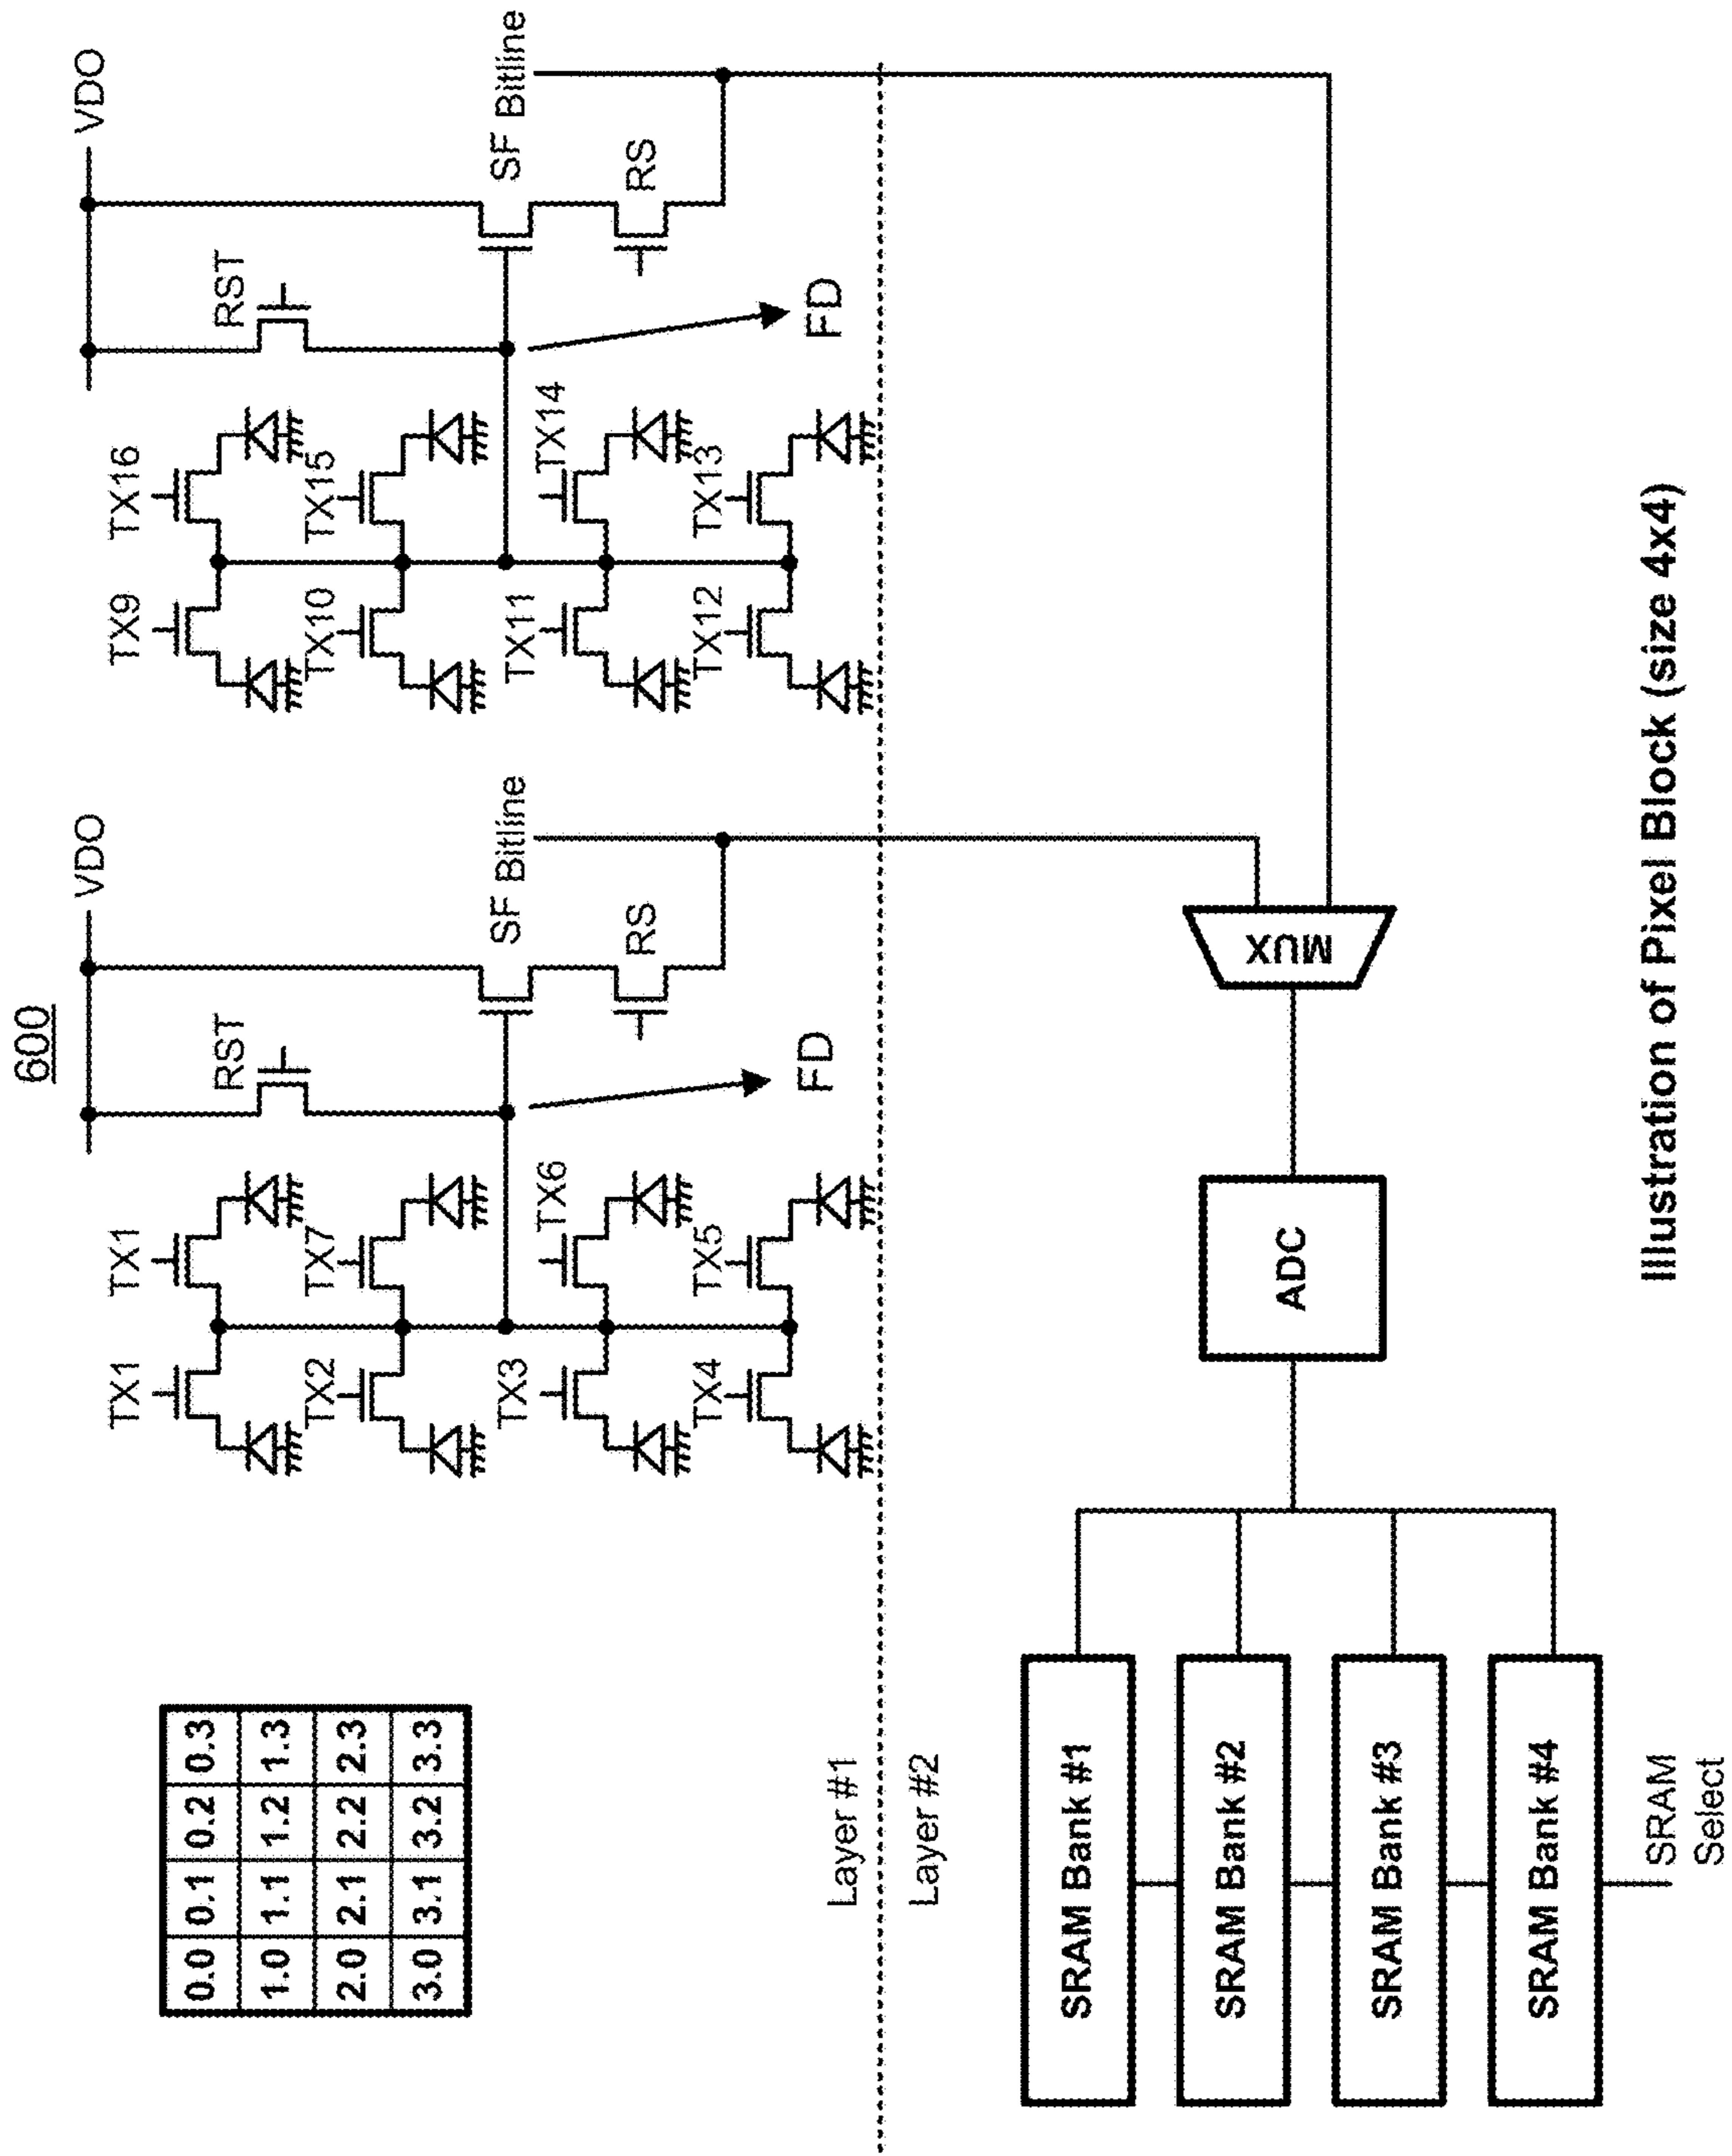 600
VDO
VDO
RST
RST
TX1
TX1
TX9
TX16
TX2
TX7
TX10
TX15
TX3
TX6
TX11
TX14
TX4
TX5
TX12
TX13
SF Bitline
SF Bitline
RS
RS
FD
FD
0.0 0.1 0.2 0.3
1.0 1.1 1.2 1.3
2.0 2.1 2.2 2.3
3.0 3.1 3.2 3.3
Layer #1
Layer #2
SRAM Bank #1
SRAM Bank #2
SRAM Bank #3
SRAM Bank #4
ADC
MUX
SRAM
Select
Illustration of Pixel Block (size 4x4)